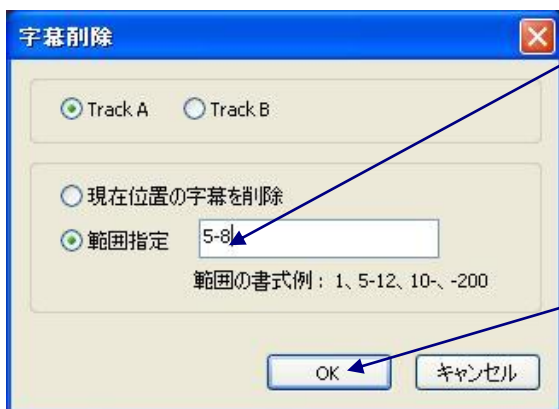 字幕削除
Track A Track B
現在位置の字幕を削除
範囲指定 5-8
範囲の書式例： 1、5-12、10-、-200
OK キャンセル